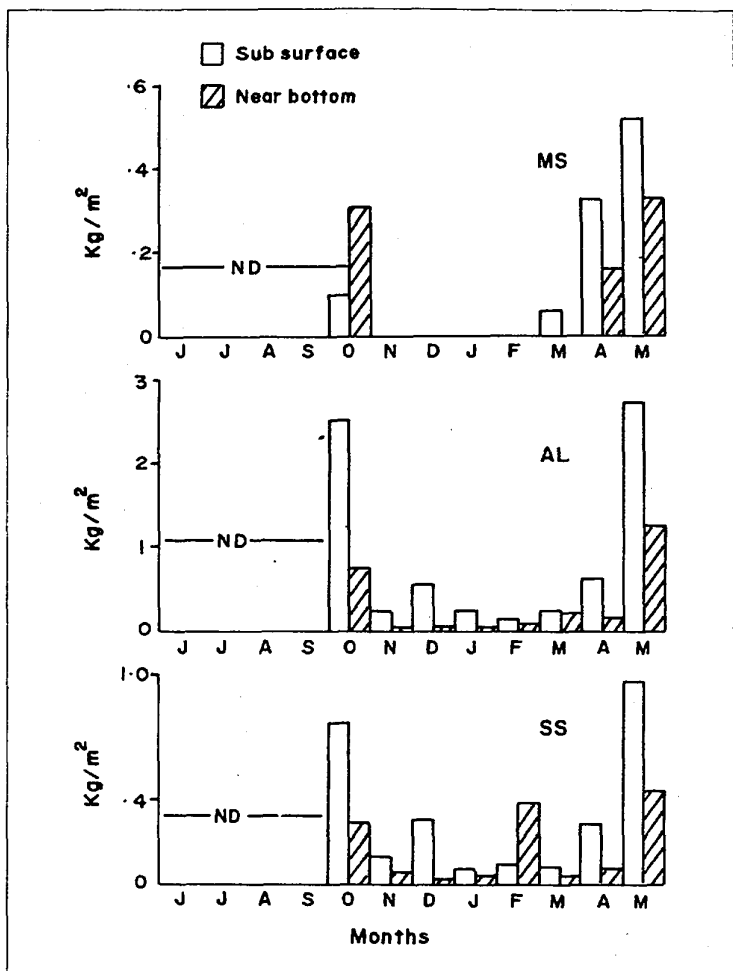 Sub surface
Near bottom
.6
.4
.2
0
Kg/m²
MS
ND
J J A S O N D J F M A M
3
2
1
0
Kg/m²
AL
ND
J J A S O N D J F M A M
1.0
.4
0
Kg/m²
SS
ND
J J A S O N D J F M A M
Months